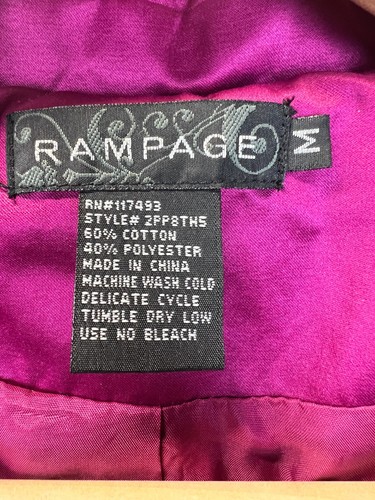 RAMPAGE
M
RN#117493
STYLE# 2PP8TH5
60% COTTON
40% POLYESTER
MADE IN CHINA
MACHINE WASH COLD
DELICATE CYCLE
TUMBLE DRY LOW
USE NO BLEACH